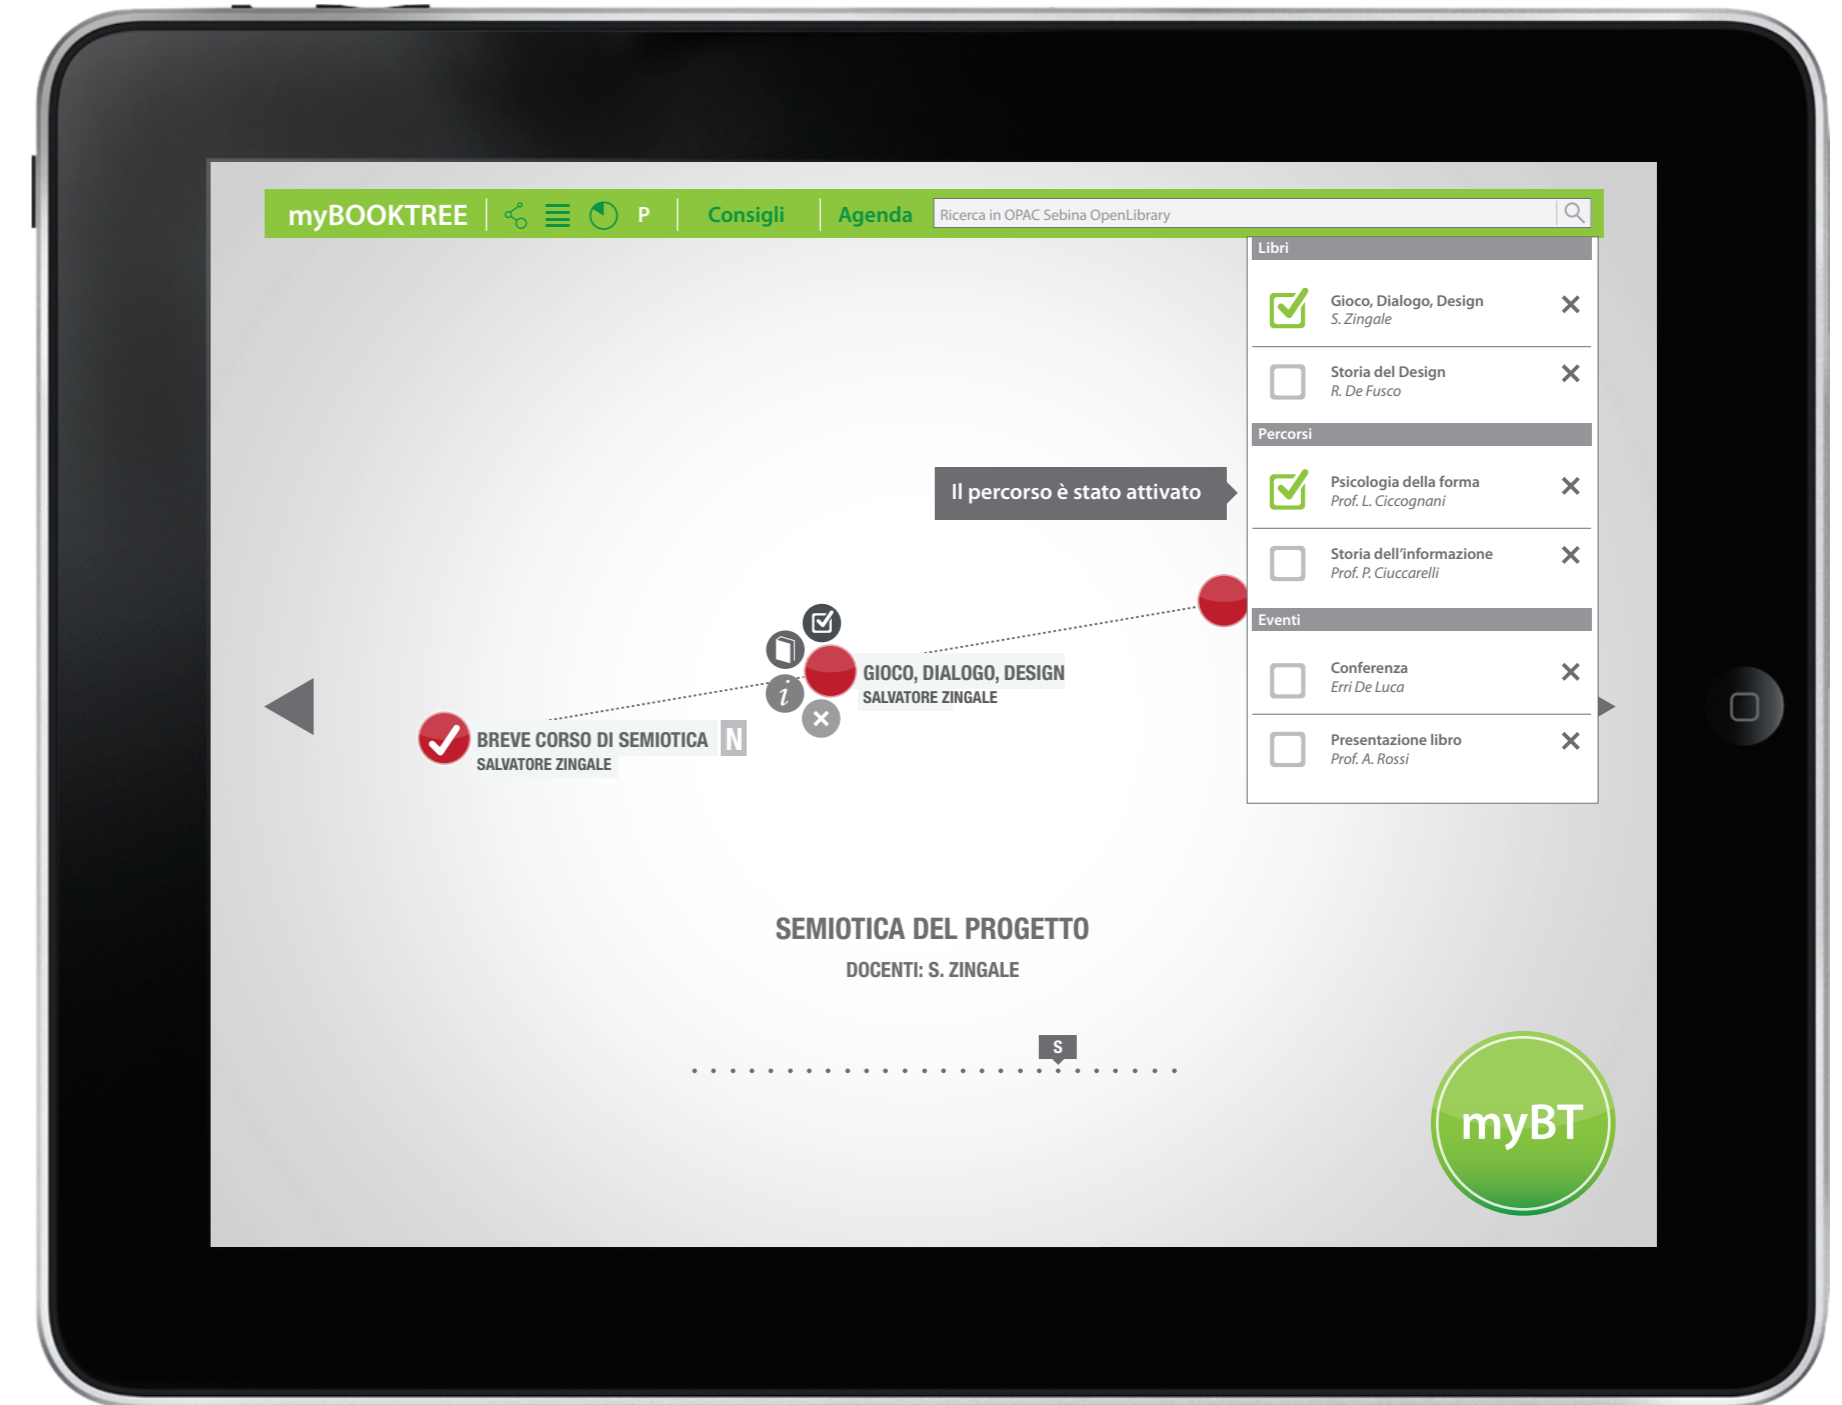 myBOOKTREE P Consigli Agenda Ricerca in OPAC Sebina OpenLibrary
Libri
Gioco, Dialogo, Design
S. Zingale
Storia del Design
R. De Fusco
Percorsi
Il percorso è stato attivato
Psicologia della forma
Prof. L. Ciccognani
Storia dell'informazione
Prof. P. Ciuccarelli
Eventi
Conferenza
Erri De Luca
Presentazione libro
Prof. A. Rossi
i
GIOCO, DIALOGO, DESIGN
SALVATORE ZINGALE
BREVE CORSO DI SEMIOTICA N
SALVATORE ZINGALE
SEMIOTICA DEL PROGETTO
DOCENTI: S. ZINGALE
S
myBT